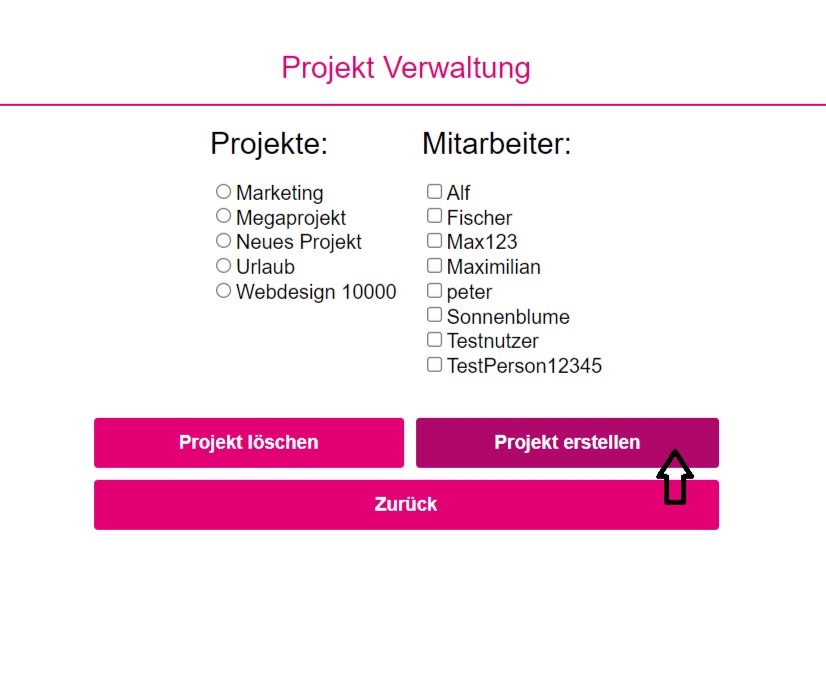 Projekt Verwaltung
Projekte:
Marketing
Megaprojekt
Neues Projekt
Urlaub
Webdesign 10000
Mitarbeiter:
Alf
Fischer
Max123
Maximilian
peter
Sonnenblume
Testnutzer
TestPerson12345
Projekt löschen
Projekt erstellen
Zurück